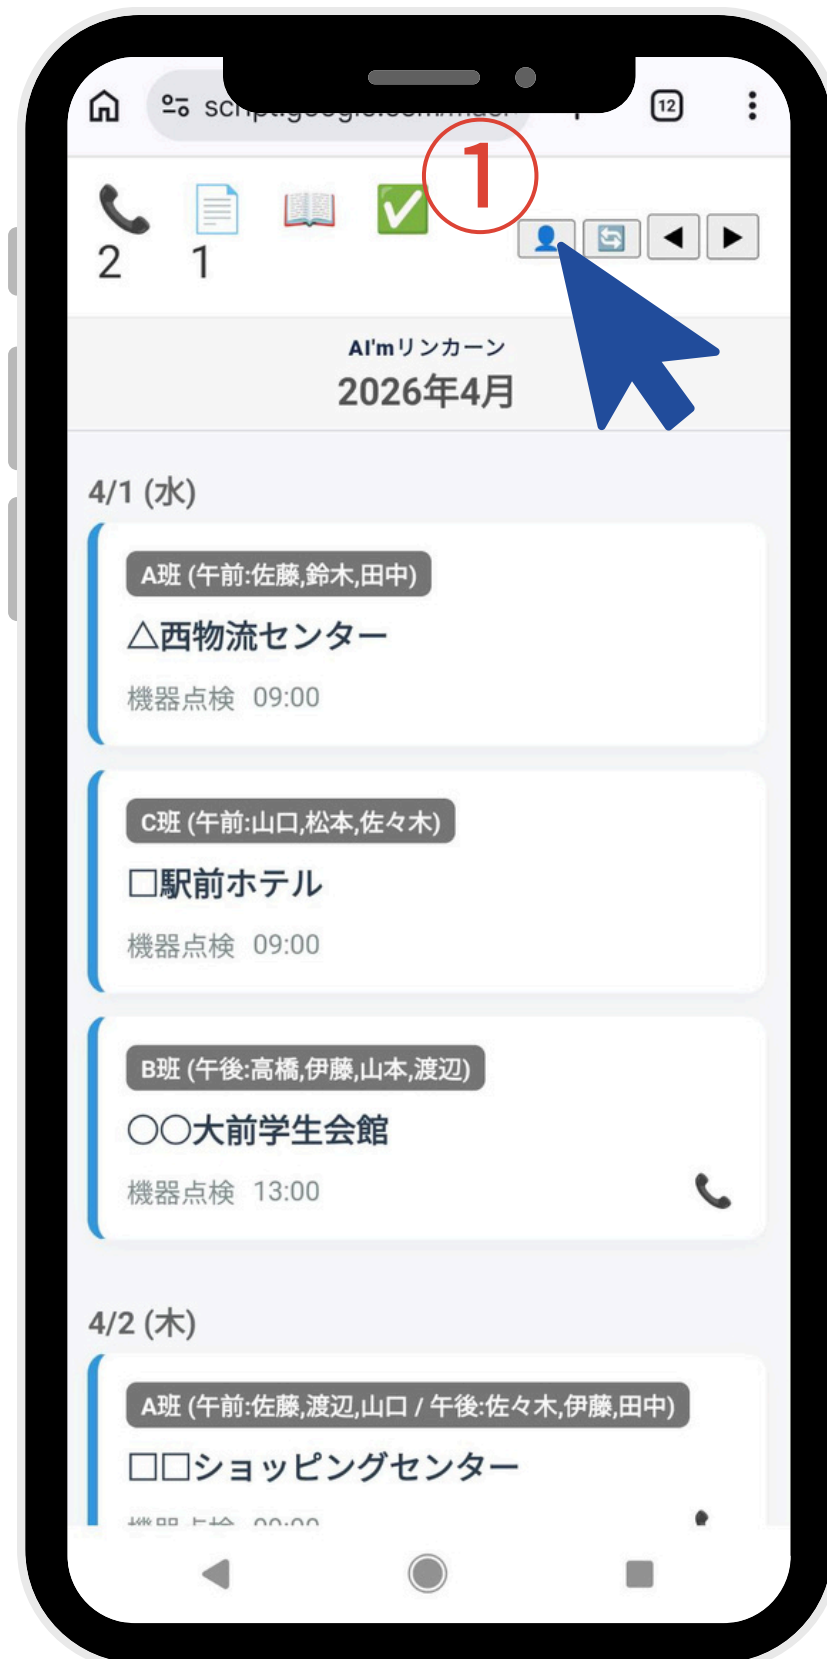 12
①
2 1
AI'mリンカーン
2026年4月
4/1 (水)
A班 (午前:佐藤,鈴木,田中)
△西物流センター
機器点検 09:00
C班 (午前:山口,松本,佐々木)
□駅前ホテル
機器点検 09:00
B班 (午後:高橋,伊藤,山本,渡辺)
○○大前学生会館
機器点検 13:00
4/2 (木)
A班 (午前:佐藤,渡辺,山口 / 午後:佐々木,伊藤,田中)
□□ショッピングセンター